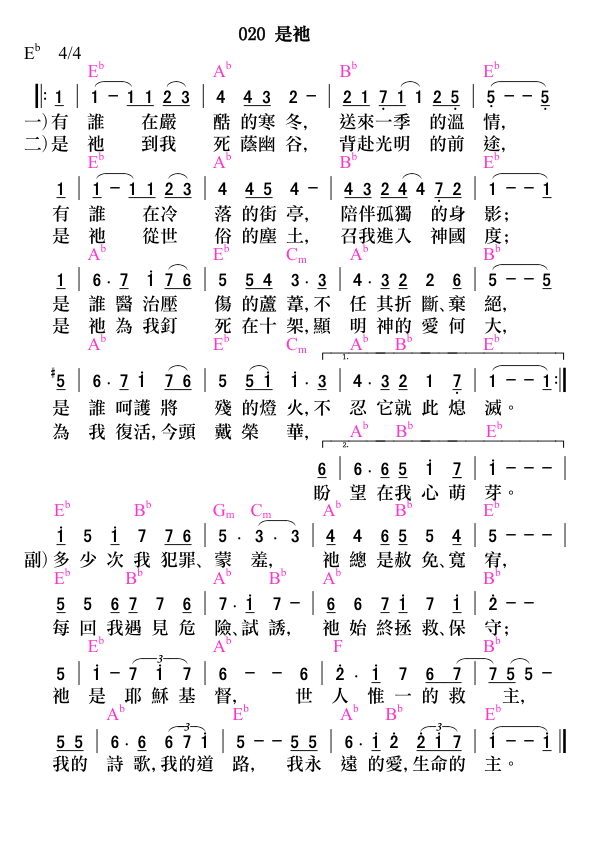 020 是祂
E♭ 4/4
E♭ A♭ B♭ E♭
‖: 1 | 1 - 1 1 2 3 | 4 4 3 2 - | 2 1 7 1 1 2 5 | 5 - - 5
一)有 誰 在嚴 酷 的寒 冬, 送來一季 的溫 情,
二)是 祂 到我 死 蔭幽 谷, 背赴光明 的前 途,
E♭ A♭ B♭ E♭
1 | 1 - 1 1 2 3 | 4 4 5 4 - | 4 3 2 4 4 7 2 | 1 - - 1
有 誰 在冷 落 的街 亭, 陪伴孤獨 的身 影;
是 祂 從世 俗 的塵 土, 召我進入 神國 度;
A♭ E♭ Cm A♭ B♭
1 | 6 . 7 i 7 6 | 5 5 4 3 . 3 | 4 . 3 2 2 6 | 5 - - 5
是 誰 醫 治壓 傷 的蘆 葦,不 任 其折 斷、棄 絕,
是 祂 為 我釘 死 在十 架,顯 明 神的 愛 何 大,
A♭ E♭ Cm A♭ B♭ E♭
1.
♯5 | 6 . 7 i 7 6 | 5 5 i i . 3 | 4 . 3 2 1 7 | 1 - - 1 :‖
是 誰 呵護 將 殘 的燈 火,不 忍 它就 此 熄 滅。
為 我 復活,今頭 戴 榮 華, A♭ B♭ E♭
2.
6 | 6 . 6 5 i 7 | i - - - |
盼 望 在我 心 萌 芽。
E♭ B♭ Gm Cm A♭ B♭ E♭
i 5 i 7 7 6 | 5 . 3 . 3 | 4 4 6 5 5 4 | 5 - - - |
副)多 少 次 我 犯罪、 蒙 羞, 祂 總 是赦 免、寬 宥,
E♭ B♭ A♭ B♭ A♭ B♭
5 5 6 7 7 6 | 7 . i 7 - | 6 6 7 i 7 i | 2 - -
每 回 我遇 見 危 險、試 誘, 祂 始 終拯 救、保 守;
E♭ A♭ F B♭
5 | i - 7 i 7 | 6 - - 6 | 2 . i 7 6 7 | 7 5 5 -
3
祂 是 耶 穌 基 督, 世 人 惟 一 的 救 主,
A♭ E♭ A♭ B♭ E♭
5 5 | 6 . 6 6 7 i | 5 - - 5 5 | 6 . i 2 2 i 7 | i - - i ‖
3 3
我的 詩 歌,我的道 路, 我永 遠 的愛,生命的 主。